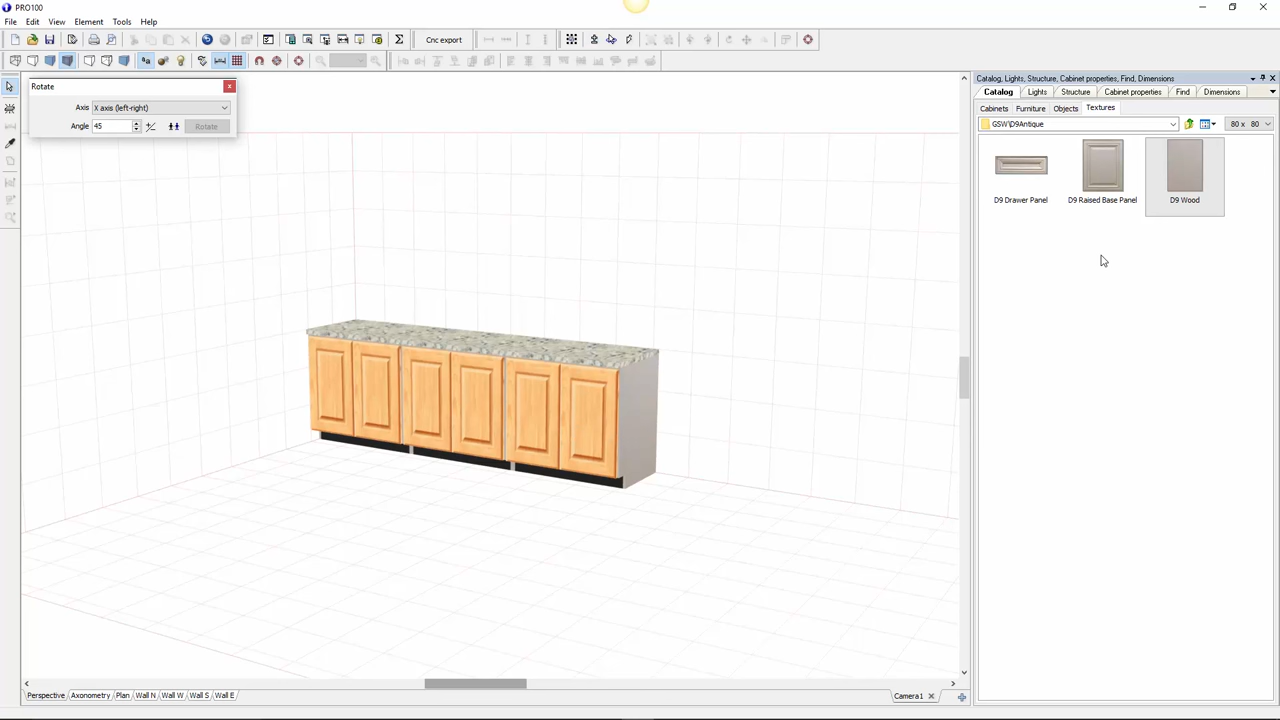 PRO100
File Edit View Element Tools Help
CNC export
Rotate
Axis X axis (left-right)
Angle 45 Rotate
Catalog, Lights, Structure, Cabinet properties, Find, Dimensions
Catalog Lights Structure Cabinet properties Find Dimensions
Cabinets Furniture Objects Textures
GSW\D9Antique 80 x 80
D9 Drawer Panel D9 Raised Base Panel D9 Wood
Perspective Axonometry Plan Wall N Wall W Wall S Wall E
Camera1